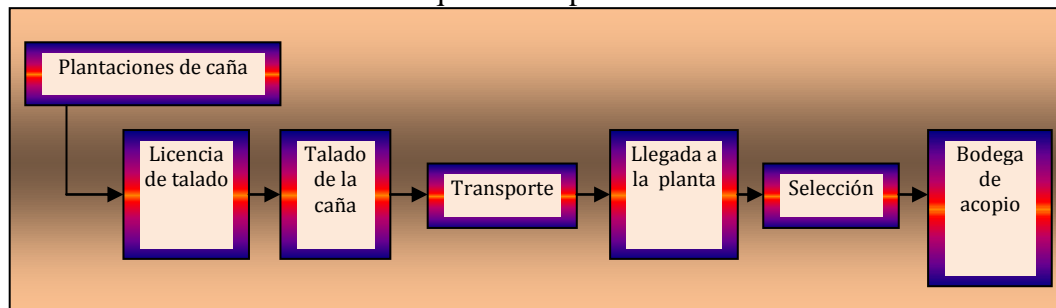 Plantaciones de caña
Licencia
de talado
Talado
de la
caña
Transporte
Llegada a
la planta
Selección
Bodega
de
acopio